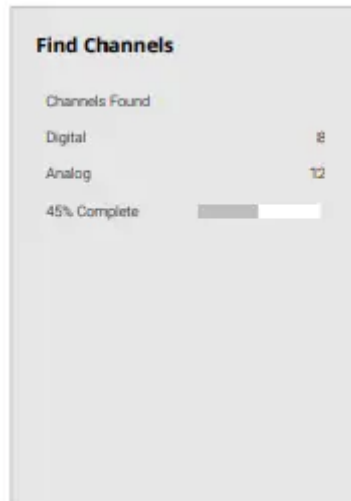 Find Channels
Channels Found
Digital 8
Analog 12
45% Complete